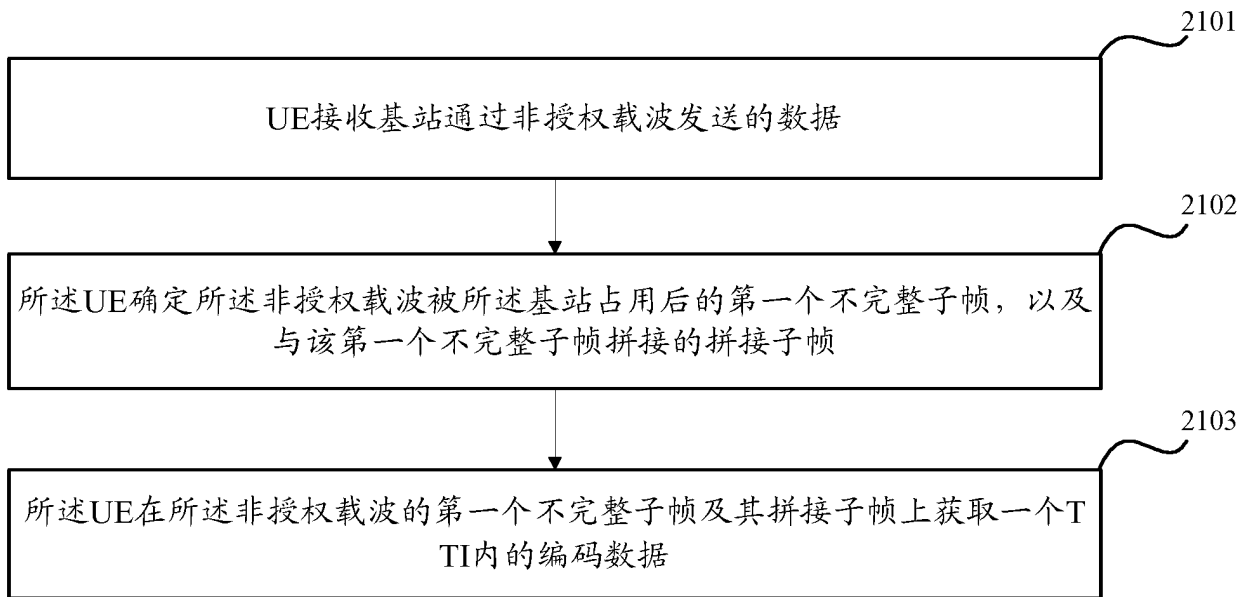 2101
UE接收基站通过非授权载波发送的数据
2102
所述UE确定所述非授权载波被所述基站占用后的第一个不完整子帧，以及
与该第一个不完整子帧拼接的拼接子帧
2103
所述UE在所述非授权载波的第一个不完整子帧及其拼接子帧上获取一个T
TI内的编码数据